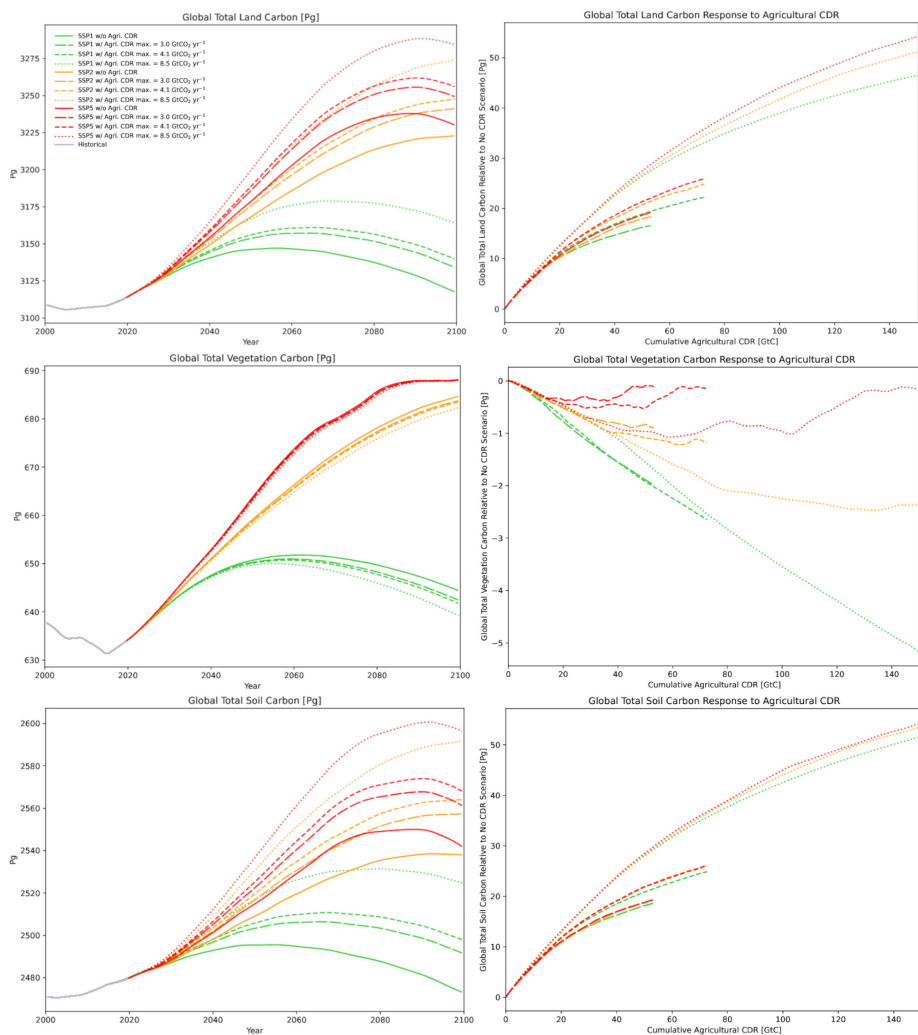 Global Total Land Carbon [Pg]
Pg
3275
3250
3225
3200
3175
3150
3125
3100
SSP1 w/o Agri. CDR
SSP1 w/ Agri. CDR max. = 3.0 GtCO₂ yr⁻¹
SSP1 w/ Agri. CDR max. = 4.1 GtCO₂ yr⁻¹
SSP1 w/ Agri. CDR max. = 8.5 GtCO₂ yr⁻¹
SSP2 w/o Agri. CDR
SSP2 w/ Agri. CDR max. = 3.0 GtCO₂ yr⁻¹
SSP2 w/ Agri. CDR max. = 4.1 GtCO₂ yr⁻¹
SSP2 w/ Agri. CDR max. = 8.5 GtCO₂ yr⁻¹
SSP5 w/o Agri. CDR
SSP5 w/ Agri. CDR max. = 3.0 GtCO₂ yr⁻¹
SSP5 w/ Agri. CDR max. = 4.1 GtCO₂ yr⁻¹
SSP5 w/ Agri. CDR max. = 8.5 GtCO₂ yr⁻¹
Historical
2000 2020 2040 2060 2080 2100
Year
Global Total Land Carbon Response to Agricultural CDR
Global Total Land Carbon Relative to No CDR Scenario [Pg]
50
40
30
20
10
0
0 20 40 60 80 100 120 140
Cumulative Agricultural CDR [GtC]
Global Total Vegetation Carbon [Pg]
Pg
690
680
670
660
650
640
630
2000 2020 2040 2060 2080 2100
Year
Global Total Vegetation Carbon Response to Agricultural CDR
Global Total Vegetation Carbon Relative to No CDR Scenario [Pg]
0
−1
−2
−3
−4
−5
0 20 40 60 80 100 120 140
Cumulative Agricultural CDR [GtC]
Global Total Soil Carbon [Pg]
Pg
2600
2580
2560
2540
2520
2500
2480
2000 2020 2040 2060 2080 2100
Year
Global Total Soil Carbon Response to Agricultural CDR
Global Total Soil Carbon Relative to No CDR Scenario [Pg]
50
40
30
20
10
0
0 20 40 60 80 100 120 140
Cumulative Agricultural CDR [GtC]